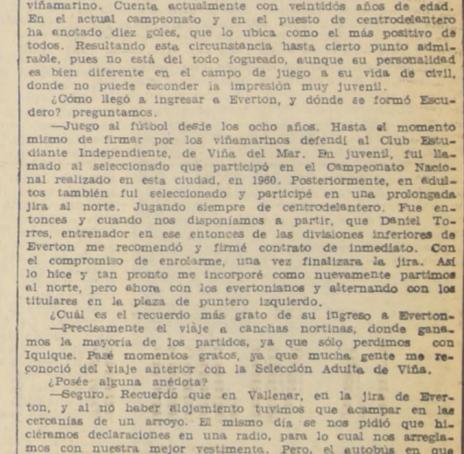 viñamarino. Cuenta actualmente con veintidós años de edad.
En el actual campeonato y en el puesto de centrodelantero
ha anotado diez goles, que lo ubica como el más positivo de
todos. Resultando esta circunstancia hasta cierto punto admi-
rable, pues no está del todo fogueado, aunque su personalidad
es bien diferente en el campo de juego a su vida de civil,
donde no puede esconder la impresión muy juvenil.
¿Cómo llegó a ingresar a Everton, y dónde se formó Escu-
dero? preguntamos.
—Juego al fútbol desde los ocho años. Hasta el momento
mismo de firmar por los viñamarinos defendí al Club Estu-
diante Independiente, de Viña del Mar. En juvenil, fuí lla-
mado al seleccionado que participó en el Campeonato Nacio-
nal realizado en esta ciudad, en 1960. Posteriormente, en adul-
tos también fuí seleccionado y participé en una prolongada
jira al norte. Jugando siempre de centrodelantero. Fue en-
tonces y cuando nos disponíamos a partir, que Daniel To-
rres, entrenador en ese entonces de las divisiones inferiores de
Everton me recomendó y firmé contrato de inmediato. Con
el compromiso de enrolarme, una vez finalizara la jira. Así
lo hice y tan pronto me incorporé como nuevamente partimos
al norte, pero ahora con los evertonianos y alternando con los
titulares en la plaza de puntero izquierdo.
¿Cuál es el recuerdo más grato de su ingreso a Everton-
—Precisamente el viaje a canchas nortinas, donde gana-
mos la mayoría de los partidos, ya que sólo perdimos con
Iquique. Pasé momentos gratos, ya que mucha gente me re-
conoció del viaje anterior con la Selección Adulta de Viña.
¿Posée alguna anédota?
—Seguro. Recuerdo que en Vallenar, en la jira de Ever-
ton, y al no haber alojamiento tuvimos que acampar en las
cercanías de un arroyo. El mismo día se nos pidió que hi-
ciéramos declaraciones en una radio, para lo cual nos arregla-
mos con nuestra mejor vestimenta. Pero, el autobús en que